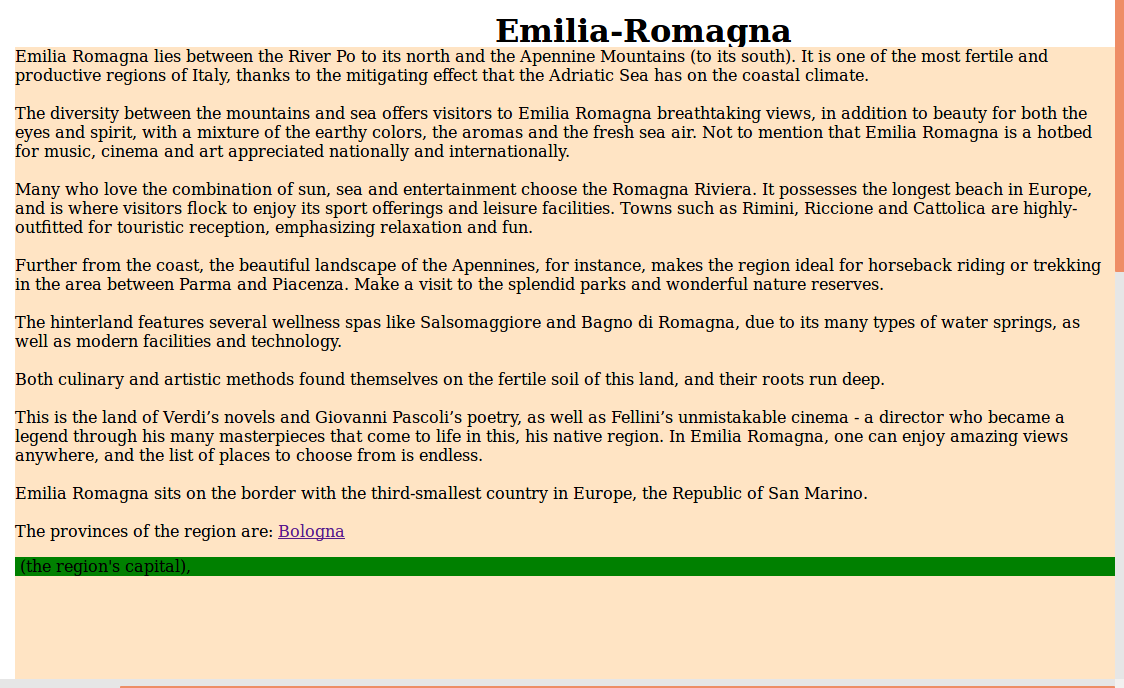 Emilia-Romagna
Emilia Romagna lies between the River Po to its north and the Apennine Mountains (to its south). It is one of the most fertile and
productive regions of Italy, thanks to the mitigating effect that the Adriatic Sea has on the coastal climate.
The diversity between the mountains and sea offers visitors to Emilia Romagna breathtaking views, in addition to beauty for both the
eyes and spirit, with a mixture of the earthy colors, the aromas and the fresh sea air. Not to mention that Emilia Romagna is a hotbed
for music, cinema and art appreciated nationally and internationally.
Many who love the combination of sun, sea and entertainment choose the Romagna Riviera. It possesses the longest beach in Europe,
and is where visitors flock to enjoy its sport offerings and leisure facilities. Towns such as Rimini, Riccione and Cattolica are highly-
outfitted for touristic reception, emphasizing relaxation and fun.
Further from the coast, the beautiful landscape of the Apennines, for instance, makes the region ideal for horseback riding or trekking
in the area between Parma and Piacenza. Make a visit to the splendid parks and wonderful nature reserves.
The hinterland features several wellness spas like Salsomaggiore and Bagno di Romagna, due to its many types of water springs, as
well as modern facilities and technology.
Both culinary and artistic methods found themselves on the fertile soil of this land, and their roots run deep.
This is the land of Verdi’s novels and Giovanni Pascoli’s poetry, as well as Fellini’s unmistakable cinema - a director who became a
legend through his many masterpieces that come to life in this, his native region. In Emilia Romagna, one can enjoy amazing views
anywhere, and the list of places to choose from is endless.
Emilia Romagna sits on the border with the third-smallest country in Europe, the Republic of San Marino.
The provinces of the region are: Bologna
(the region's capital),